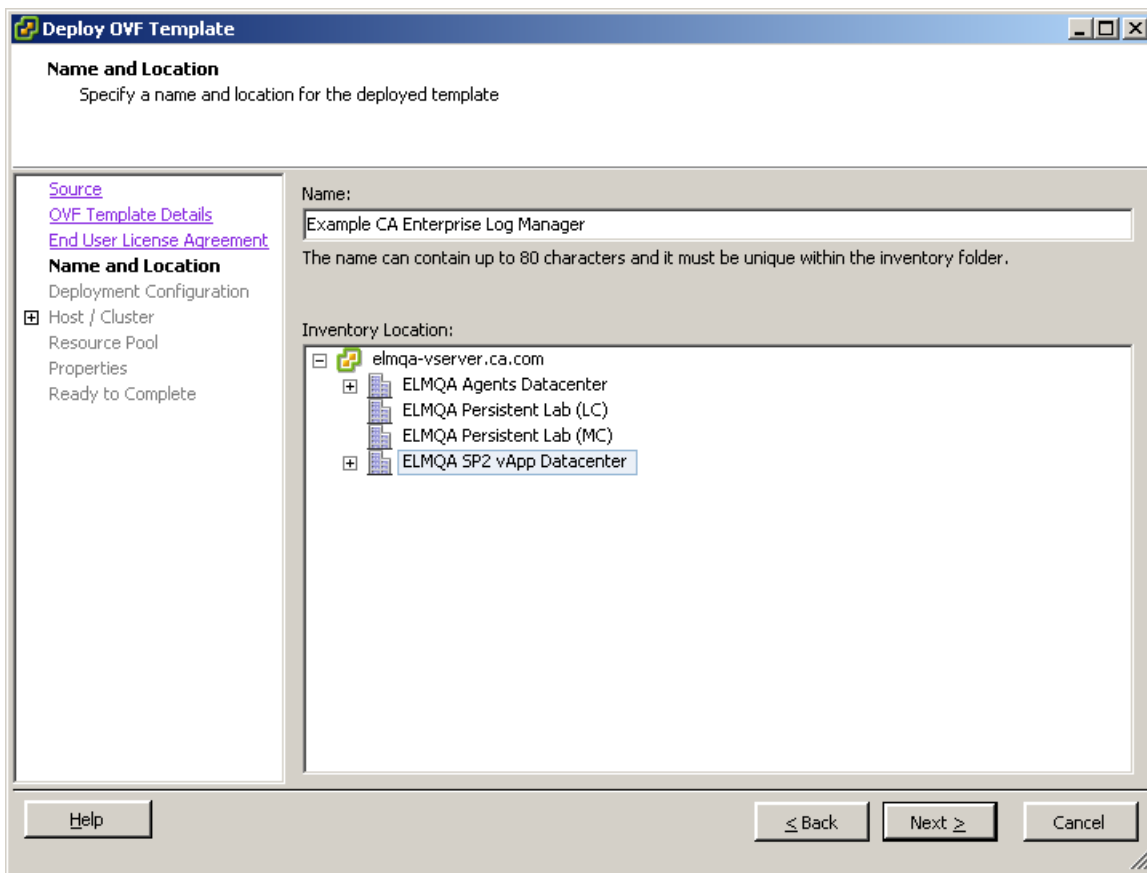 Deploy OVF Template
Name and Location
Specify a name and location for the deployed template
Source
OVF Template Details
End User License Agreement
Name and Location
Deployment Configuration
Host / Cluster
Resource Pool
Properties
Ready to Complete
Name:
Example CA Enterprise Log Manager
The name can contain up to 80 characters and it must be unique within the inventory folder.
Inventory Location:
elmqa-vserver.ca.com
ELMQA Agents Datacenter
ELMQA Persistent Lab (LC)
ELMQA Persistent Lab (MC)
ELMQA SP2 vApp Datacenter
Help
< Back
Next >
Cancel